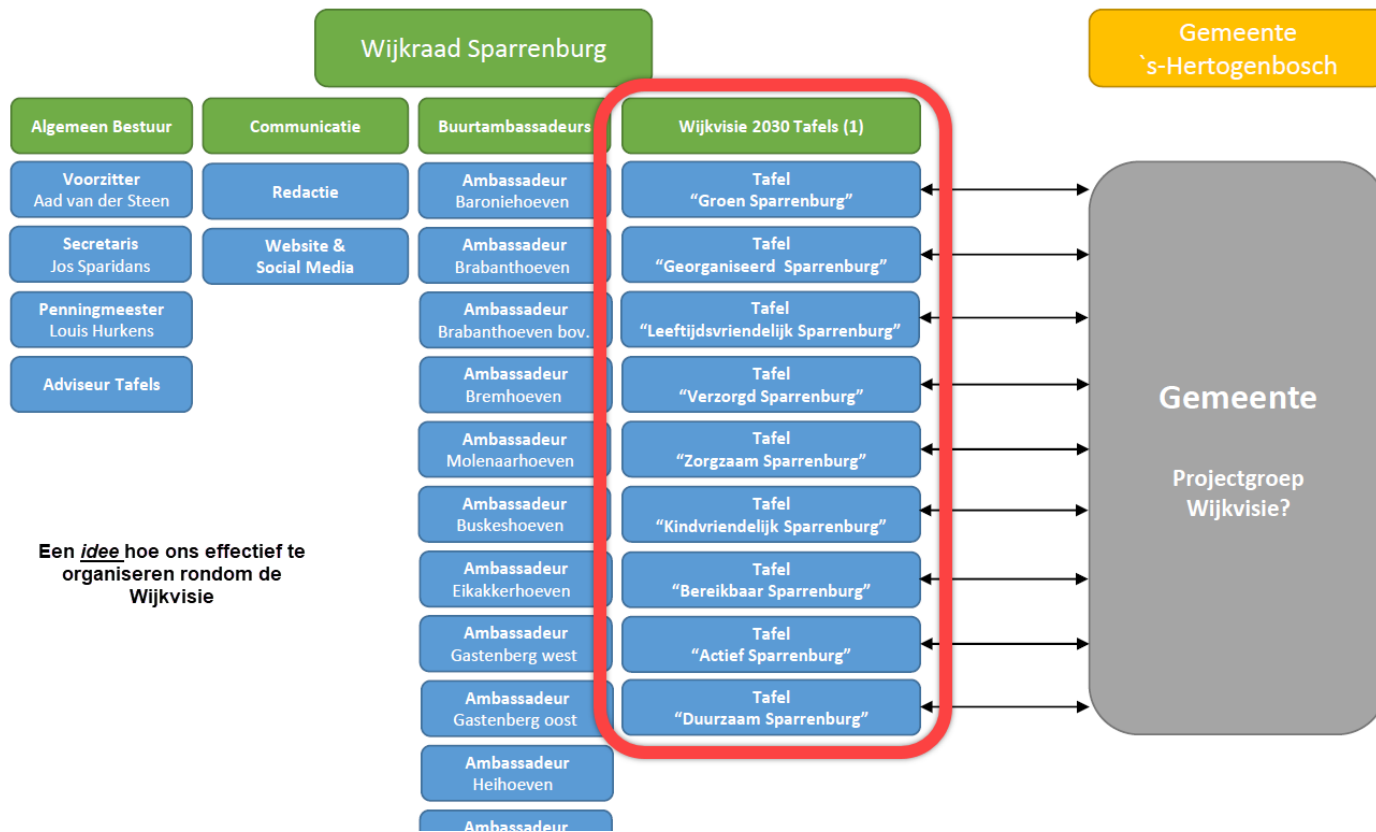 Wijkraad Sparrenburg
Gemeente
`s-Hertogenbosch
Algemeen Bestuur
Voorzitter
Aad van der Steen
Secretaris
Jos Sparidans
Penningmeester
Louis Hurkens
Adviseur Tafels
Communicatie
Redactie
Website &
Social Media
Buurtambassadeurs
Ambassadeur
Baroniehoeven
Ambassadeur
Brabanthoeven
Ambassadeur
Brabanthoeven bov.
Ambassadeur
Bremhoeven
Ambassadeur
Molenaarhoeven
Ambassadeur
Buskeshoeven
Ambassadeur
Eikakkerhoeven
Ambassadeur
Gastenberg west
Ambassadeur
Gastenberg oost
Ambassadeur
Heihoeven
Ambassadeur
Wijkvisie 2030 Tafels (1)
Tafel
“Groen Sparrenburg”
Tafel
“Georganiseerd Sparrenburg”
Tafel
“Leeftijdsvriendelijk Sparrenburg”
Tafel
“Verzorgd Sparrenburg”
Tafel
“Zorgzaam Sparrenburg”
Tafel
“Kindvriendelijk Sparrenburg”
Tafel
“Bereikbaar Sparrenburg”
Tafel
“Actief Sparrenburg”
Tafel
“Duurzaam Sparrenburg”
Gemeente
Projectgroep
Wijkvisie?
Een idee hoe ons effectief te
organiseren rondom de
Wijkvisie